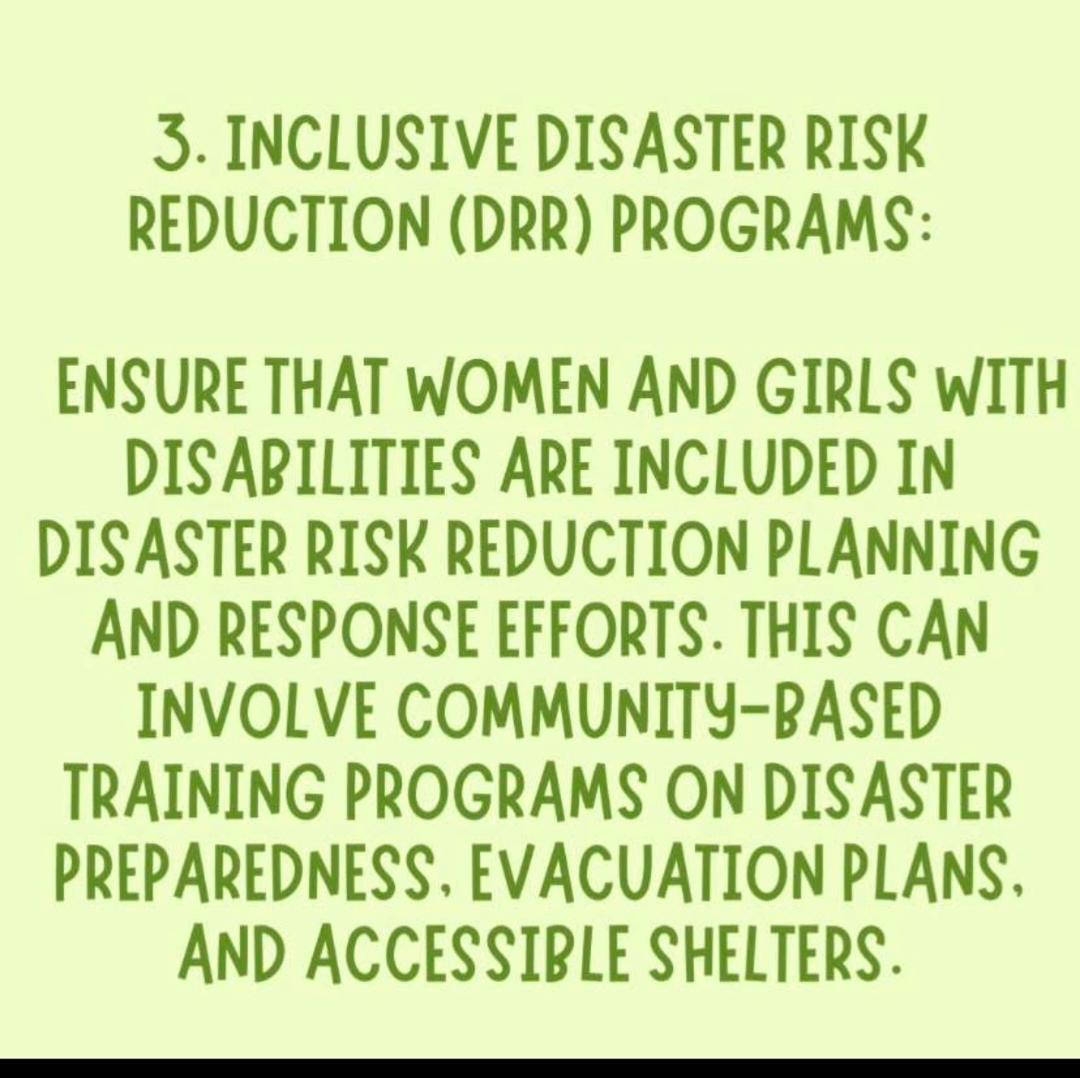 3. INCLUSIVE DISASTER RISK
REDUCTION (DRR) PROGRAMS:
ENSURE THAT WOMEN AND GIRLS WITH
DISABILITIES ARE INCLUDED IN
DISASTER RISK REDUCTION PLANNING
AND RESPONSE EFFORTS. THIS CAN
INVOLVE COMMUNITY-BASED
TRAINING PROGRAMS ON DISASTER
PREPAREDNESS, EVACUATION PLANS,
AND ACCESSIBLE SHELTERS.